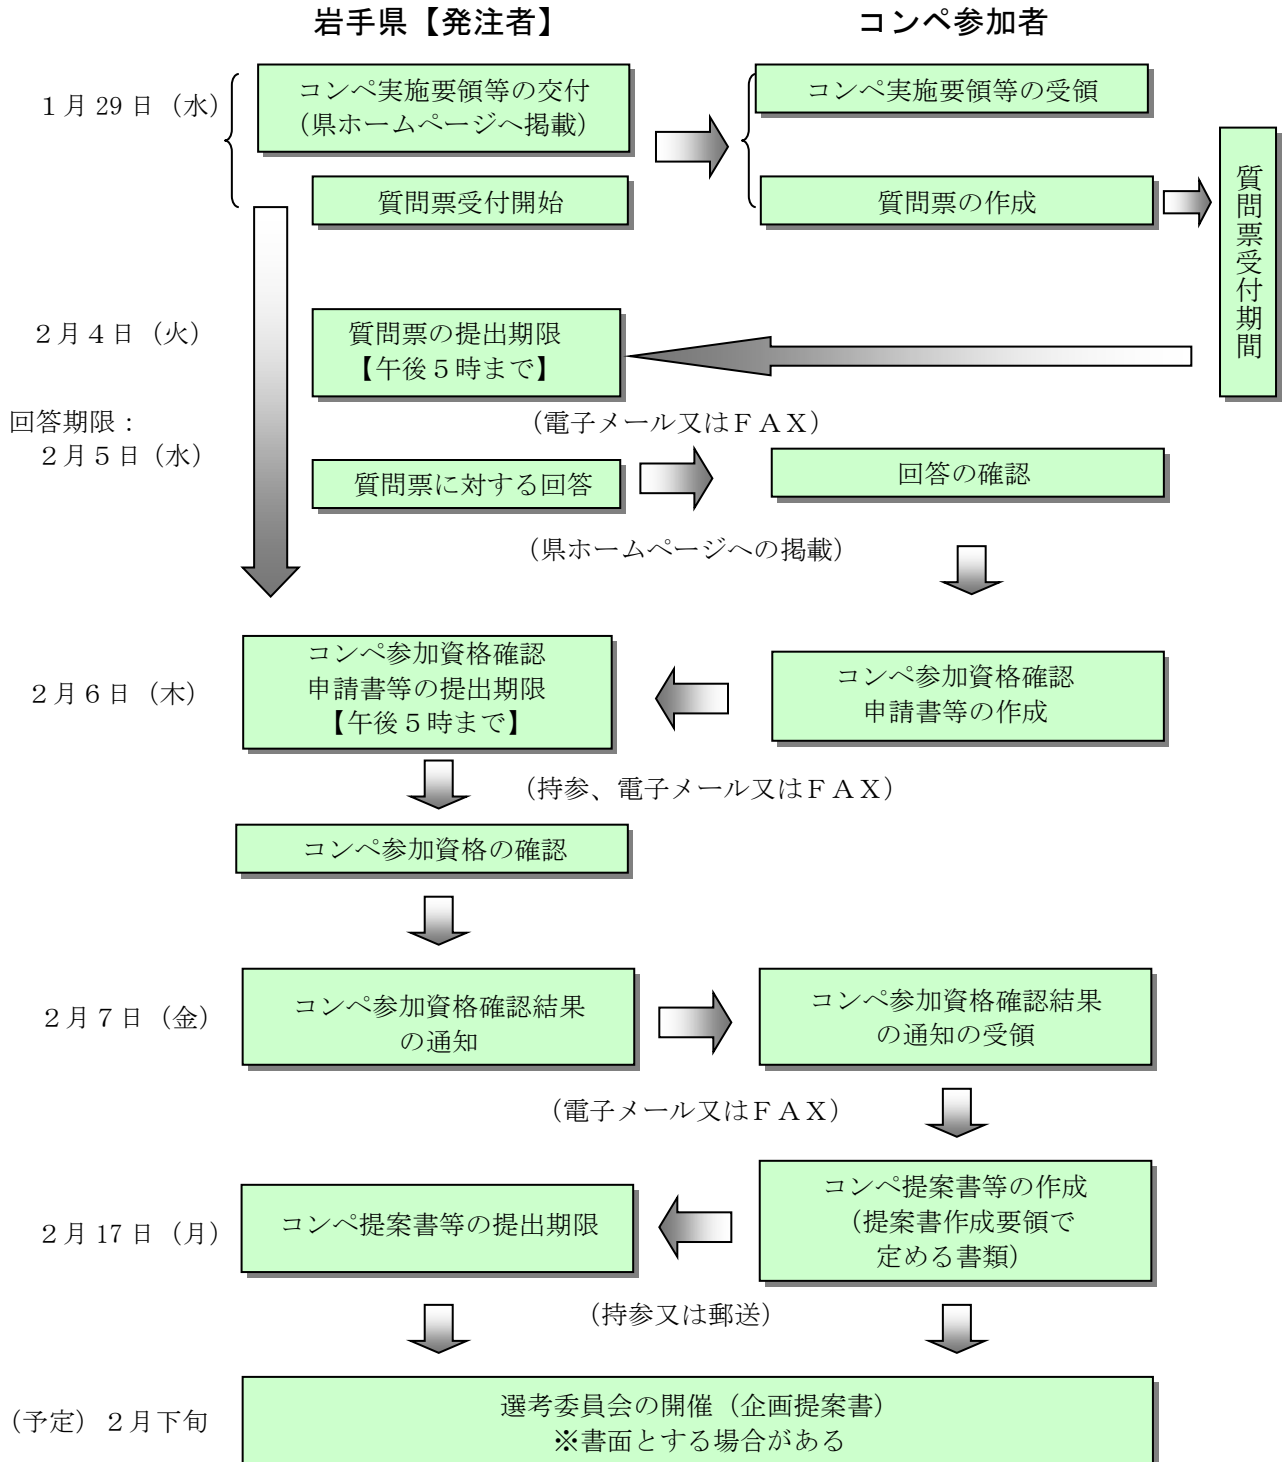 岩手県【発注者】
コンペ参加者
1月29日（水）
コンペ実施要領等の交付
（県ホームページへ掲載）
コンペ実施要領等の受領
質問票受付開始
質問票の作成
質問票受付期間
２月４日（火）
質問票の提出期限
【午後５時まで】
（電子メール又はＦＡＸ）
回答期限：
２月５日（水）
質問票に対する回答
回答の確認
（県ホームページへの掲載）
２月６日（木）
コンペ参加資格確認
申請書等の提出期限
【午後５時まで】
コンペ参加資格確認
申請書等の作成
（持参、電子メール又はＦＡＸ）
コンペ参加資格の確認
２月７日（金）
コンペ参加資格確認結果
の通知
コンペ参加資格確認結果
の通知の受領
（電子メール又はＦＡＸ）
２月17日（月）
コンペ提案書等の提出期限
コンペ提案書等の作成
（提案書作成要領で
定める書類）
（持参又は郵送）
（予定）２月下旬
選考委員会の開催（企画提案書）
※書面とする場合がある